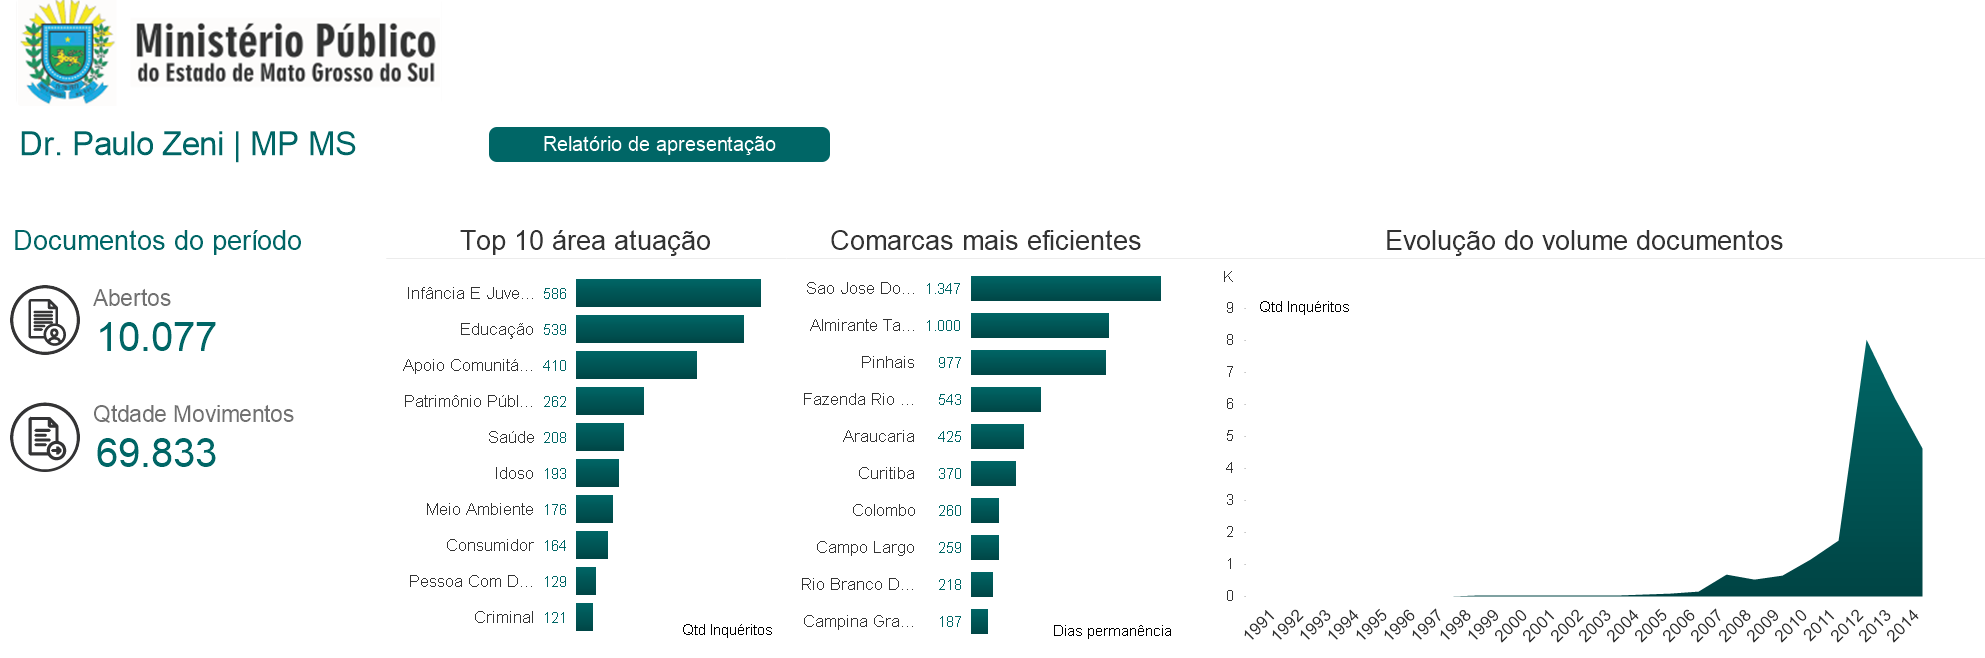 Ministério Público
do Estado de Mato Grosso do Sul
Dr. Paulo Zeni | MP MS
Relatório de apresentação
Documentos do período
Abertos
10.077
Qtdade Movimentos
69.833
Top 10 área atuação
Infância E Juve... 586
Educação 539
Apoio Comunitá... 410
Patrimônio Públ... 262
Saúde 208
Idoso 193
Meio Ambiente 176
Consumidor 164
Pessoa Com D... 129
Criminal 121
Qtd Inquéritos
Comarcas mais eficientes
Sao Jose Do... 1.347
Almirante Ta... 1.000
Pinhais 977
Fazenda Rio ... 543
Araucaria 425
Curitiba 370
Colombo 260
Campo Largo 259
Rio Branco D... 218
Campina Gra... 187
Dias permanência
Evolução do volume documentos
K
Qtd Inquéritos
9
8
7
6
5
4
3
2
1
0
1991 1992 1993 1994 1995 1996 1997 1998 1999 2000 2001 2002 2003 2004 2005 2006 2007 2008 2009 2010 2011 2012 2013 2014